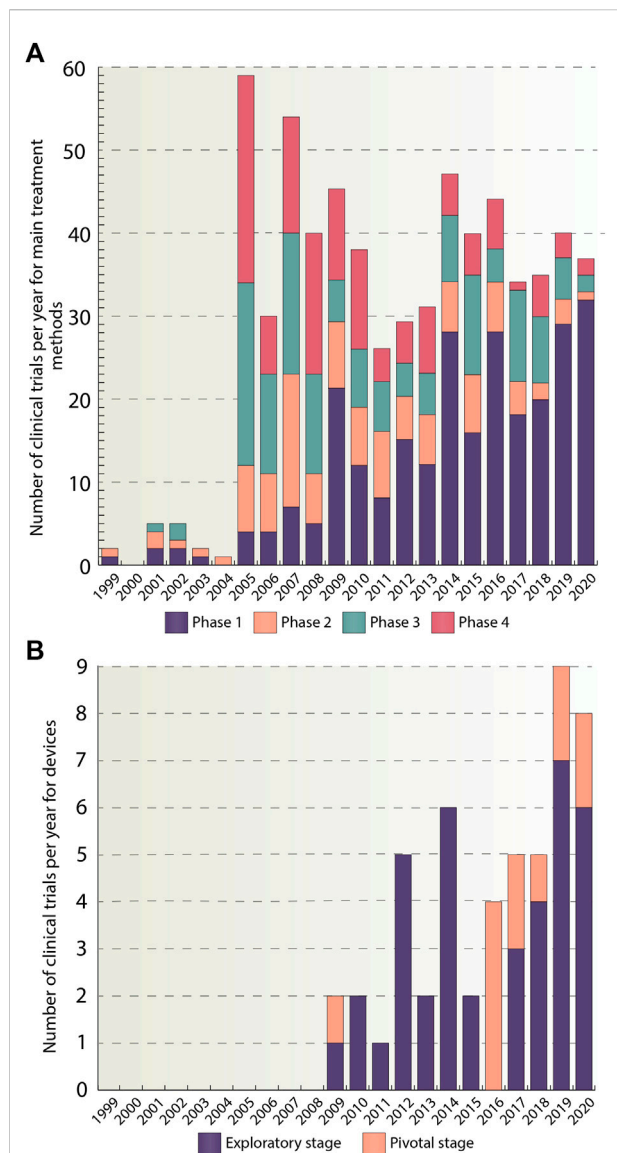 A
Number of clinical trials per year for main treatment
methods
60
50
40
30
20
10
0
1999 2000 2001 2002 2003 2004 2005 2006 2007 2008 2009 2010 2011 2012 2013 2014 2015 2016 2017 2018 2019 2020
Phase 1 Phase 2 Phase 3 Phase 4
B
Number of clinical trials per year for devices
9
8
7
6
5
4
3
2
1
0
1999 2000 2001 2002 2003 2004 2005 2006 2007 2008 2009 2010 2011 2012 2013 2014 2015 2016 2017 2018 2019 2020
Exploratory stage Pivotal stage